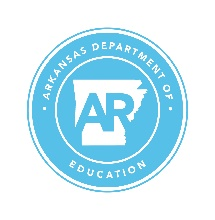 • ARKANSAS DEPARTMENT OF •
AR
EDUCATION